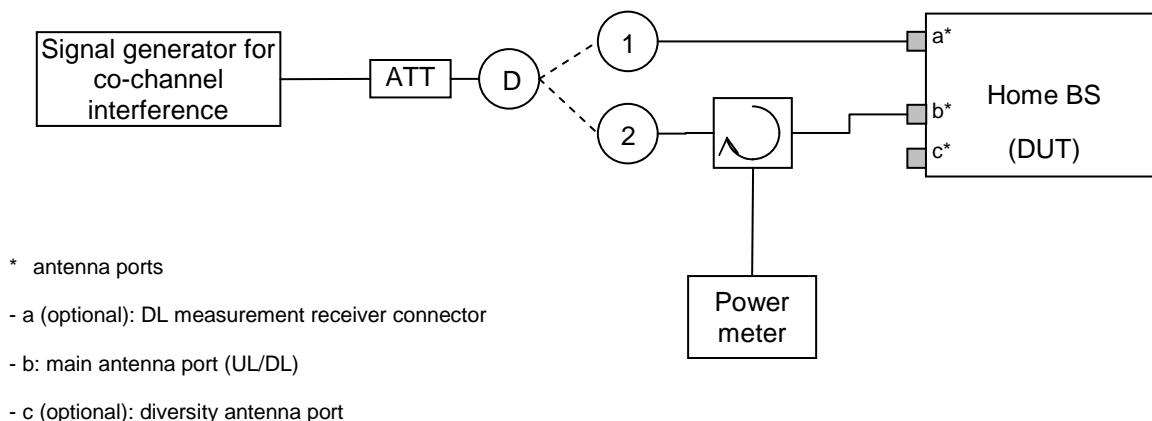 Signal generator for
co-channel
interference
ATT
D
1
2
a*
b*
c*
Home BS
(DUT)
Power
meter
* antenna ports
- a (optional): DL measurement receiver connector
- b: main antenna port (UL/DL)
- c (optional): diversity antenna port